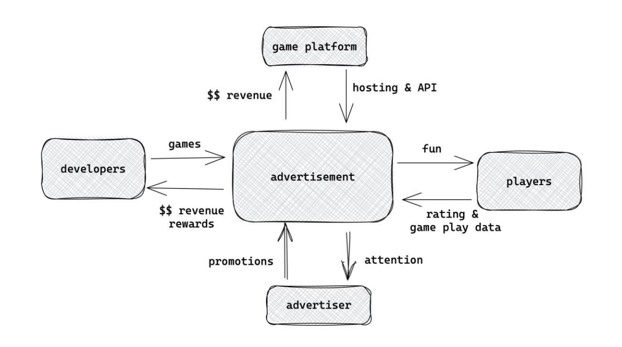 game platform
$$ revenue
hosting & API
games
fun
developers
advertisement
players
$$ revenue
rewards
rating &
game play data
promotions
attention
advertiser